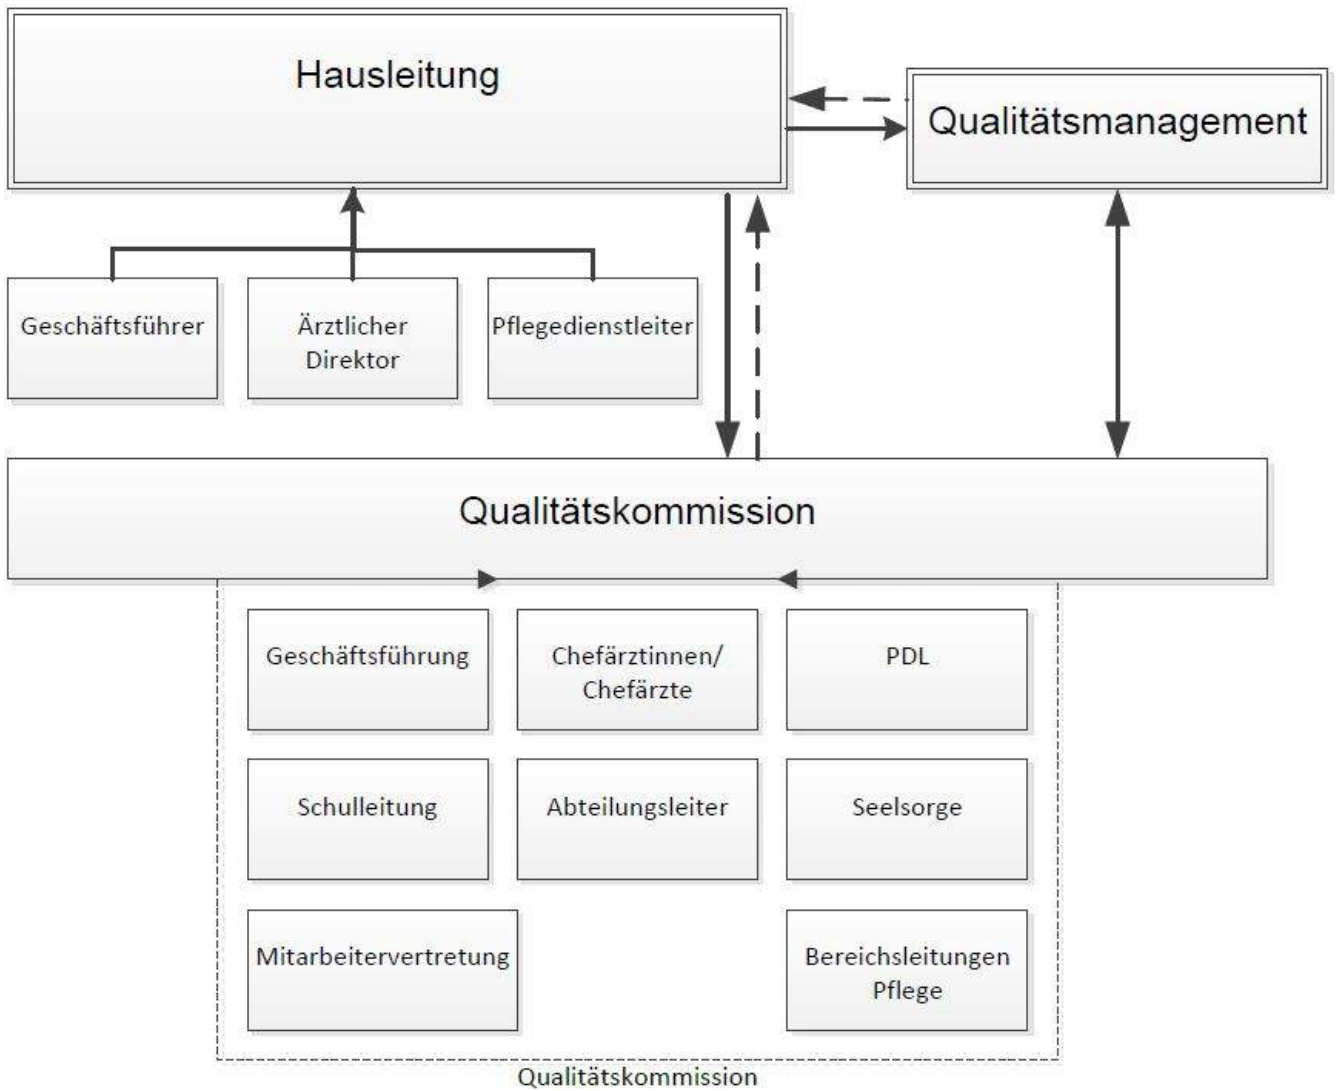 Hausleitung
Qualitätsmanagement
Geschäftsführer
Ärztlicher
Direktor
Pflegedienstleiter
Qualitätskommission
Geschäftsführung
Chefärztinnen/
Chefärzte
PDL
Schulleitung
Abteilungsleiter
Seelsorge
Mitarbeitervertretung
Bereichsleitungen
Pflege
Qualitätskommission